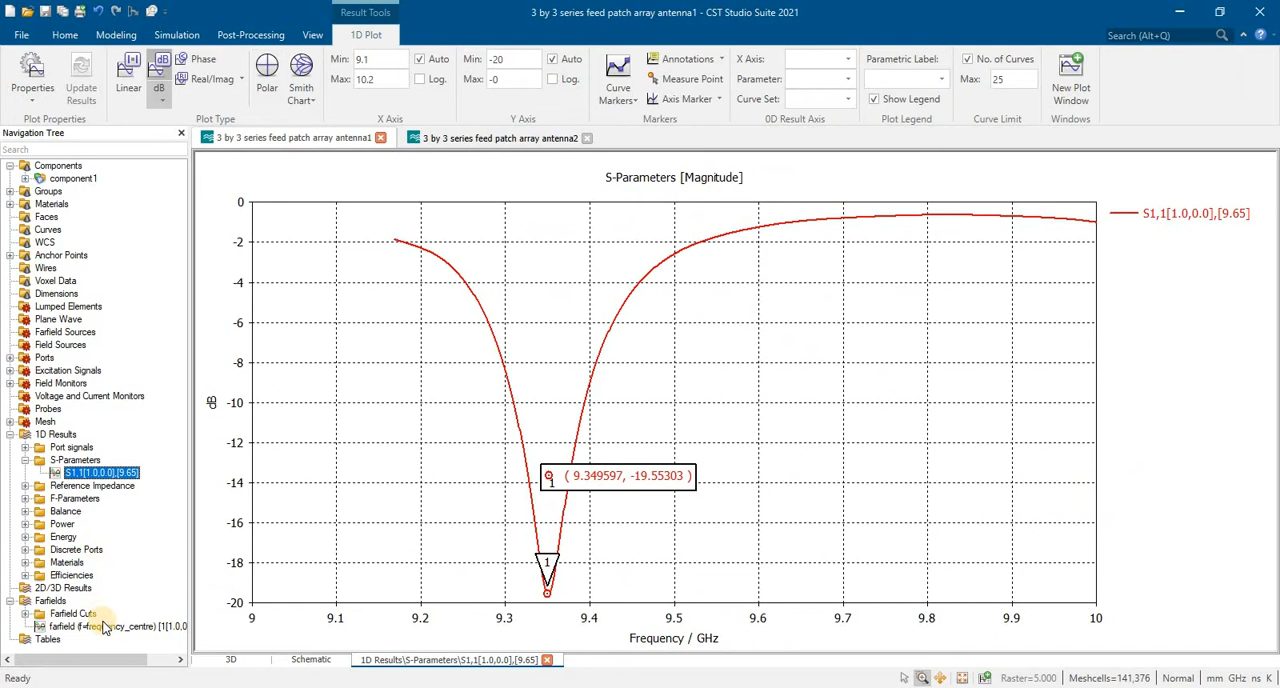 Result Tools
3 by 3 series feed patch array antenna1 - CST Studio Suite 2021
File Home Modeling Simulation Post-Processing View 1D Plot
Search (Alt+Q)
Properties
Update Results
Plot Properties
Linear
dB
Phase
Real/Imag
Polar
Smith Chart
Plot Type
Min: 9.1 Auto
Max: 10.2 Log.
X Axis
Min: -20 Auto
Max: -0 Log.
Y Axis
Curve Markers
Annotations
Measure Point
Axis Marker
Markers
X Axis:
Parameter:
Curve Set:
0D Result Axis
Parametric Label:
Show Legend
Plot Legend
No. of Curves
Max: 25
Curve Limit
New Plot Window
Windows
Navigation Tree
Search
3 by 3 series feed patch array antenna1
3 by 3 series feed patch array antenna2
Components
component1
Groups
Materials
Faces
Curves
WCS
Anchor Points
Wires
Voxel Data
Dimensions
Lumped Elements
Plane Wave
Farfield Sources
Field Sources
Ports
Excitation Signals
Field Monitors
Voltage and Current Monitors
Probes
Mesh
1D Results
Port signals
S-Parameters
S1,1[1.0,0.0],[9.65]
Reference Impedance
F-Parameters
Balance
Power
Energy
Discrete Ports
Materials
Efficiencies
2D/3D Results
Farfields
Farfield Cuts
farfield (f=frequency_centre) [1[1.0,0
Tables
S-Parameters [Magnitude]
S1,1[1.0,0.0],[9.65]
0
-2
-4
-6
-8
-10
-12
-14
-16
-18
-20
dB
1 ( 9.349597, -19.55303 )
1
9 9.1 9.2 9.3 9.4 9.5 9.6 9.7 9.8 9.9 10
Frequency / GHz
3D Schematic 1D Results\S-Parameters\S1,1[1.0,0.0],[9.65]
Ready
Raster=5.000 Meshcells=141,376 Normal mm GHz ns K